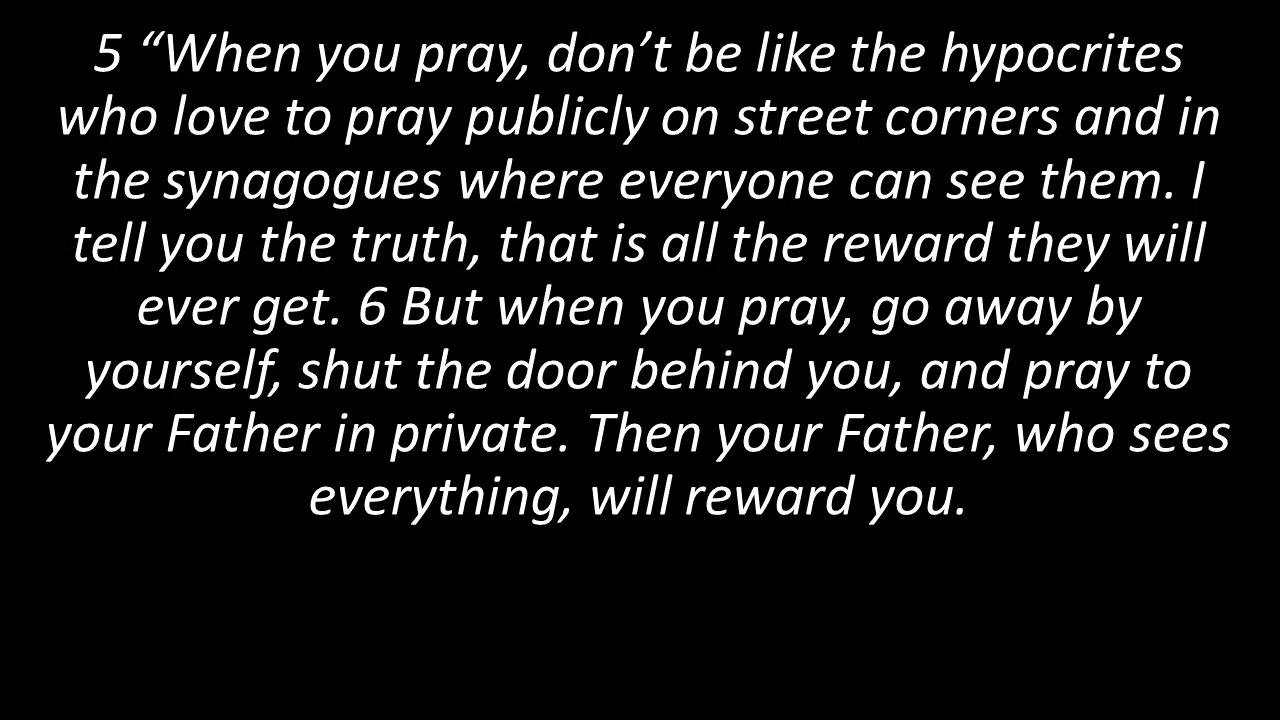 5 “When you pray, don’t be like the hypocrites
who love to pray publicly on street corners and in
the synagogues where everyone can see them. I
tell you the truth, that is all the reward they will
ever get. 6 But when you pray, go away by
yourself, shut the door behind you, and pray to
your Father in private. Then your Father, who sees
everything, will reward you.